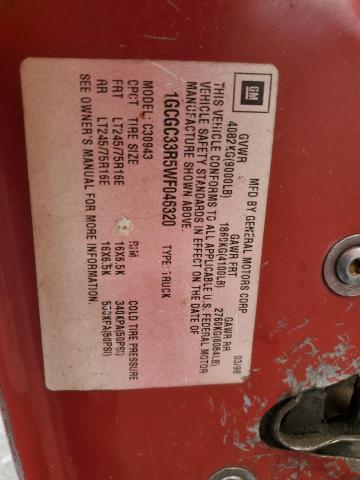 GM
MFD BY GENERAL MOTORS CORP
03/98
GVWR GAWR FRT GAWR RR
4082KG(9000LB) 1860KG(4100LB) 2760KG(6084LB)
THIS VEHICLE CONFORMS TO ALL APPLICABLE U.S. FEDERAL MOTOR
VEHICLE SAFETY STANDARDS IN EFFECT ON THE DATE OF
MANUFACTURE SHOWN ABOVE.
1GCGC33R5WF045320 TYPE: TRUCK
MODEL: C30943
CPCT TIRE SIZE RIM COLD TIRE PRESSURE
FRT LT245/75R16E 16X6.5K 340KPA(50PSI)
RR LT245/75R16E 16X6.5K 550KPA(80PSI)
SEE OWNER'S MANUAL FOR MORE INFORMATION.